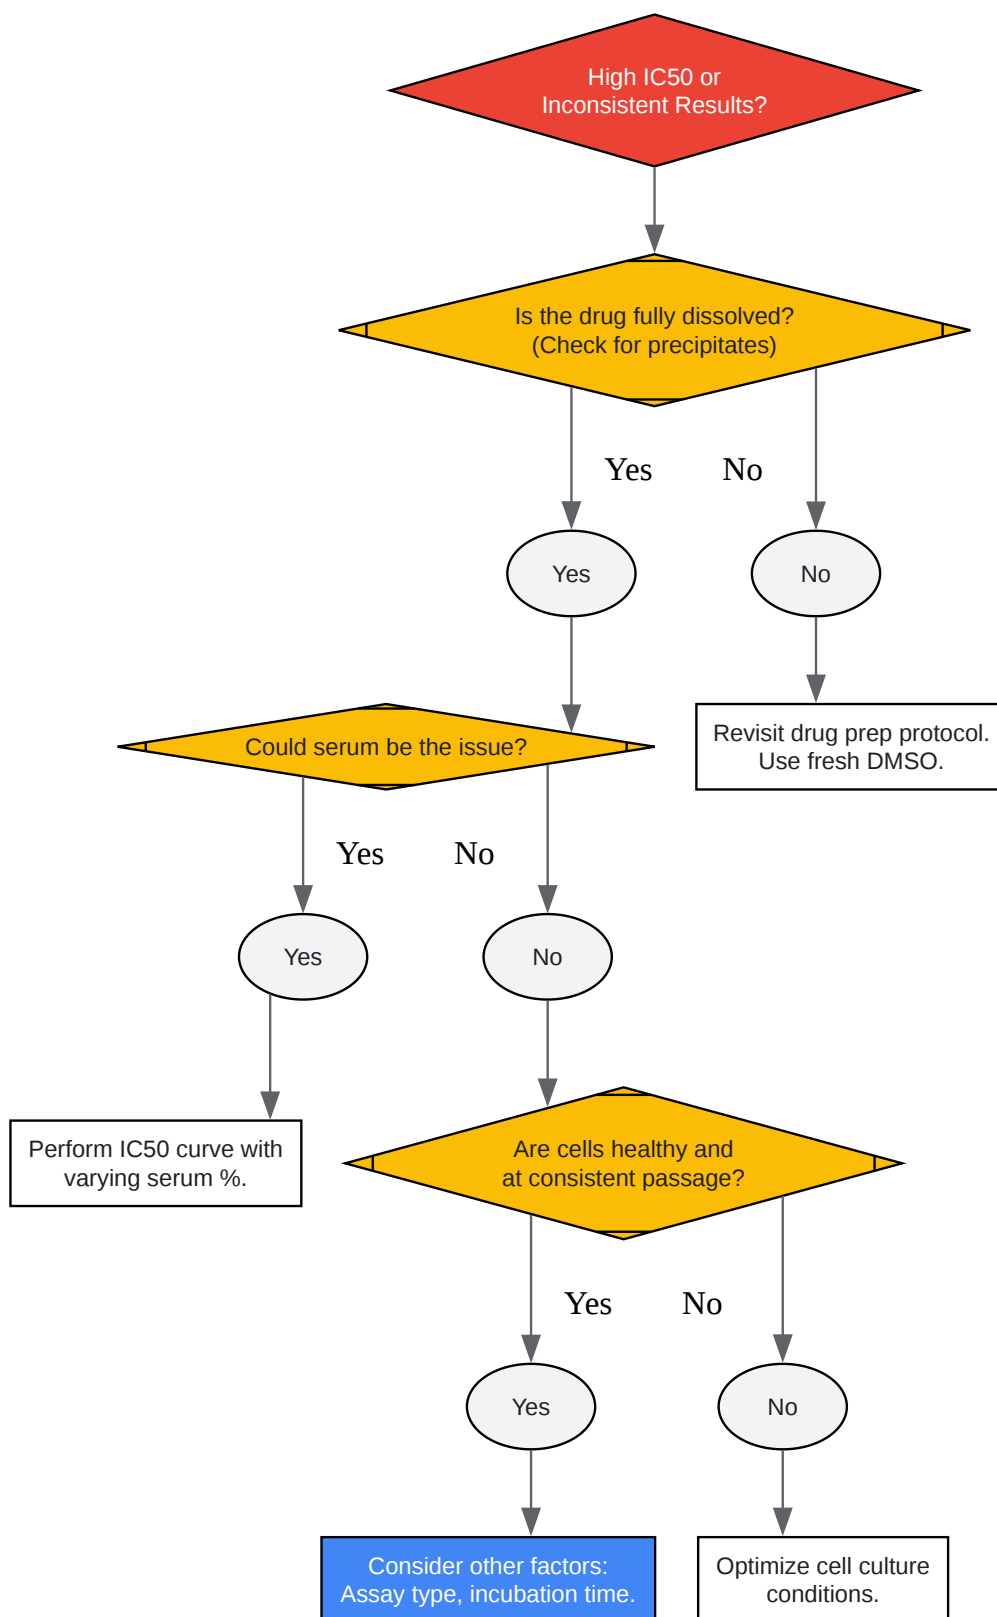 High IC50 or
Inconsistent Results?
Is the drug fully dissolved?
(Check for precipitates)
Yes
No
Yes
No
Could serum be the issue?
Revisit drug prep protocol.
Use fresh DMSO.
Yes
No
Yes
No
Perform IC50 curve with
varying serum %.
Are cells healthy and
at consistent passage?
Yes
No
Yes
No
Consider other factors:
Assay type, incubation time.
Optimize cell culture
conditions.